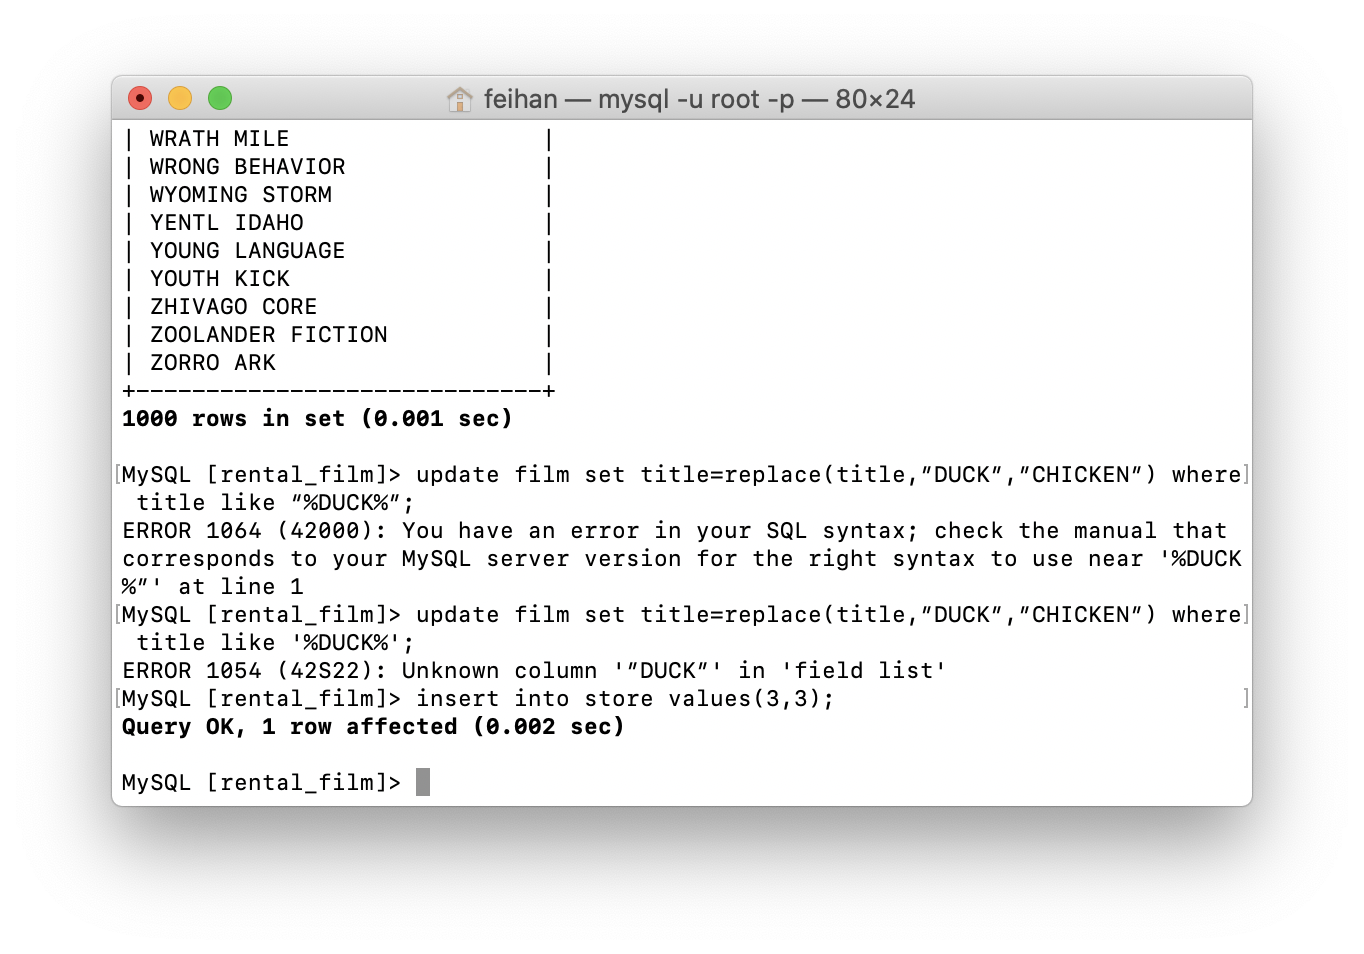 feihan — mysql -u root -p — 80×24
| WRATH MILE                  |
| WRONG BEHAVIOR              |
| WYOMING STORM               |
| YENTL IDAHO                 |
| YOUNG LANGUAGE              |
| YOUTH KICK                  |
| ZHIVAGO CORE                |
| ZOOLANDER FICTION           |
| ZORRO ARK                   |
+-----------------------------+
1000 rows in set (0.001 sec)
[MySQL [rental_film]> update film set title=replace(title,”DUCK”,”CHICKEN”) where]
 title like “%DUCK%”;
ERROR 1064 (42000): You have an error in your SQL syntax; check the manual that
corresponds to your MySQL server version for the right syntax to use near '%DUCK
%”' at line 1
[MySQL [rental_film]> update film set title=replace(title,”DUCK”,”CHICKEN”) where]
 title like '%DUCK%';
ERROR 1054 (42S22): Unknown column '”DUCK”' in 'field list'
[MySQL [rental_film]> insert into store values(3,3);                             ]
Query OK, 1 row affected (0.002 sec)
MySQL [rental_film]>